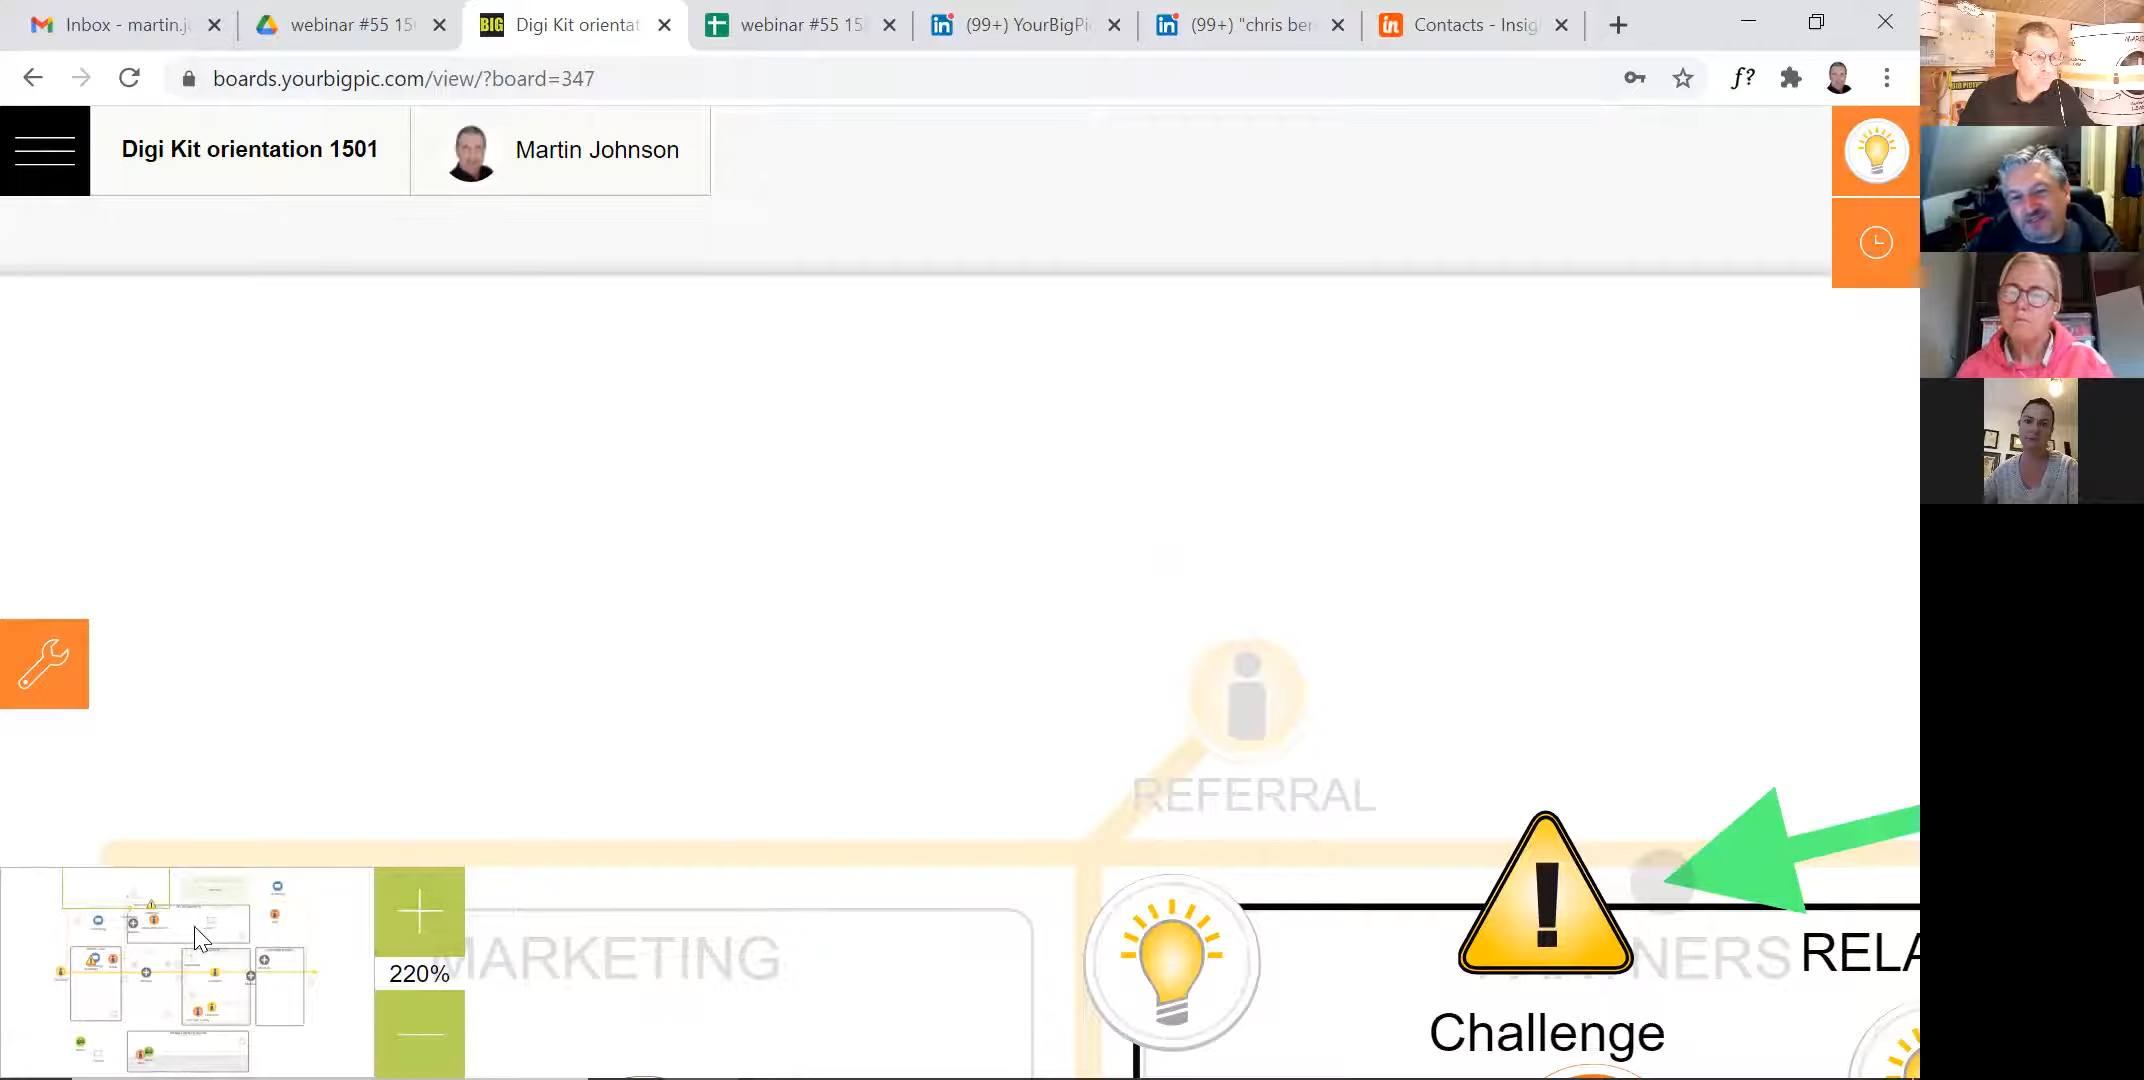 Inbox - martin.j
webinar #55 15
BIG
Digi Kit orientat
webinar #55 15
(99+) YourBigPi
(99+) "chris ber
Contacts - Insig
boards.yourbigpic.com/view/?board=347
f?
Digi Kit orientation 1501
Martin Johnson
REFERRAL
MARKETING
220%
NERS
RELA
Challenge